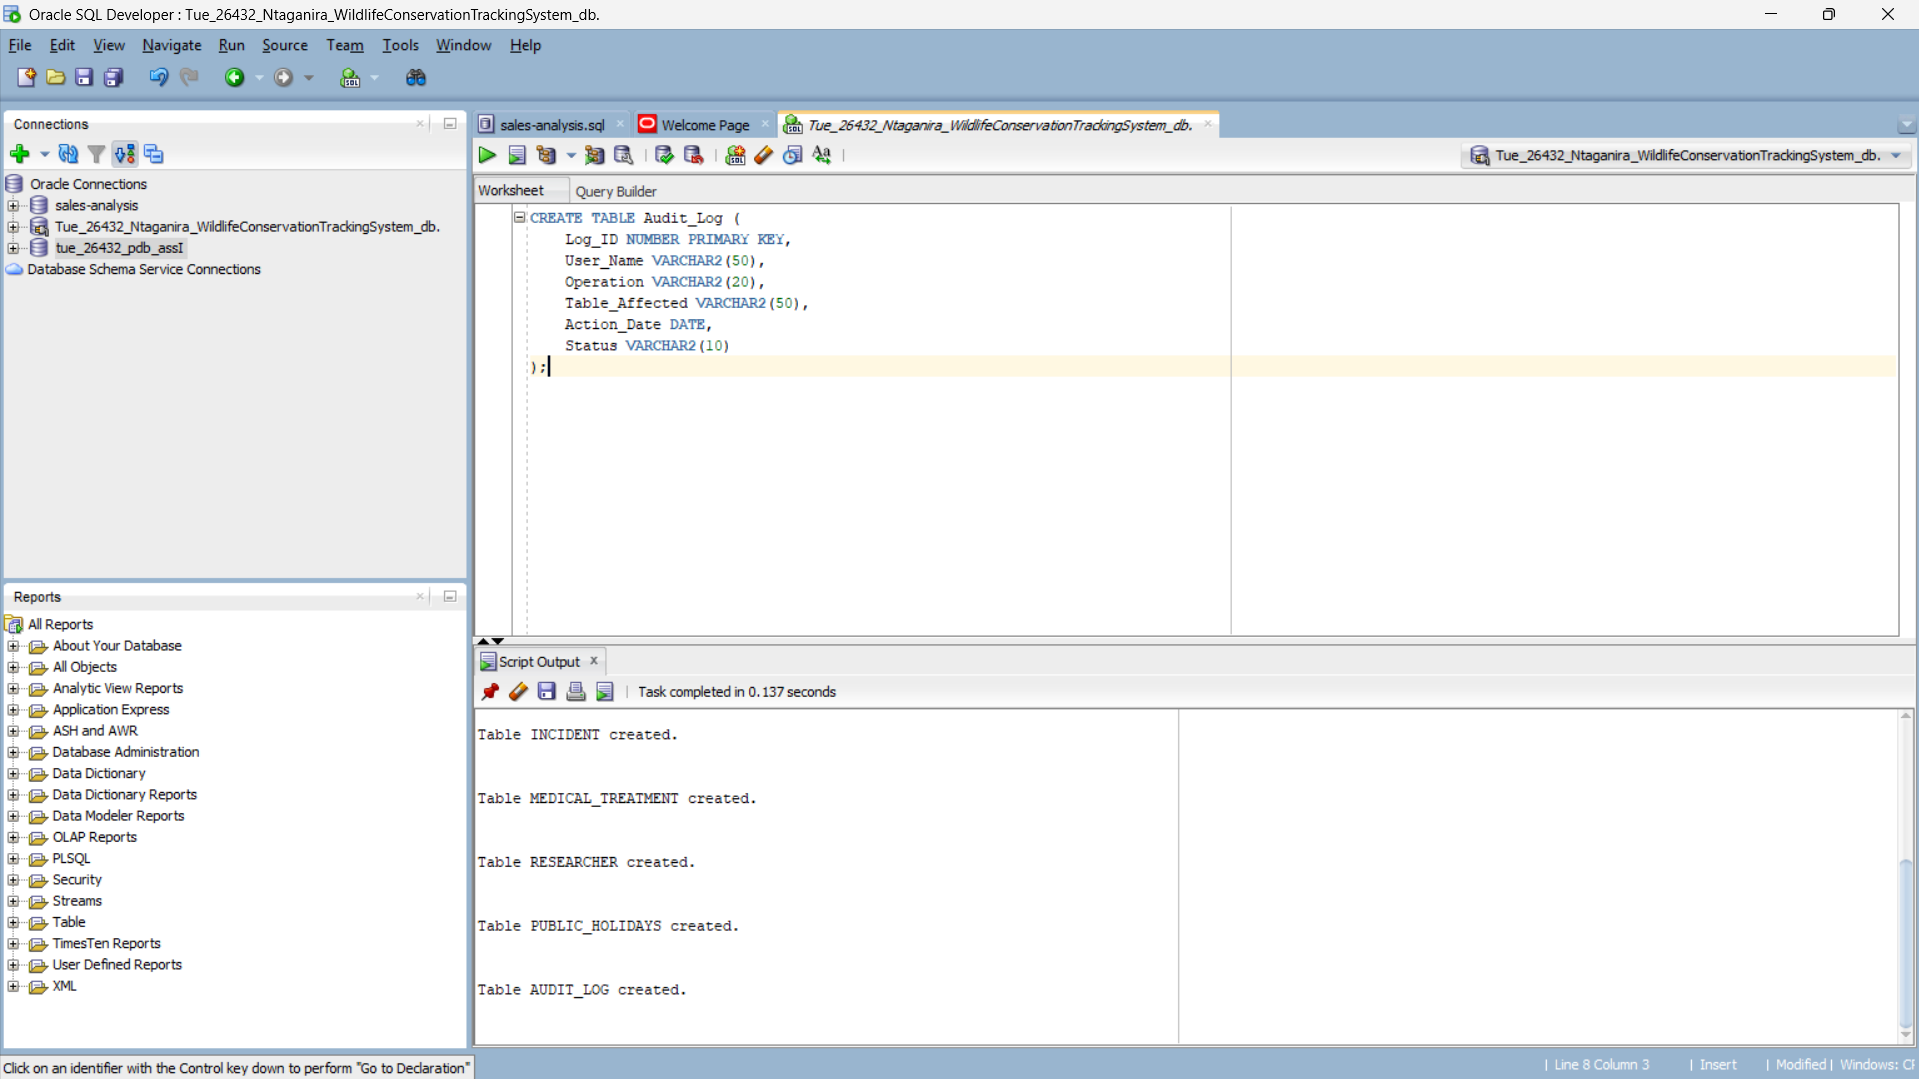 Oracle SQL Developer : Tue_26432_Ntaganira_WildlifeConservationTrackingSystem_db.
File Edit View Navigate Run Source Team Tools Window Help
Connections
Oracle Connections
sales-analysis
Tue_26432_Ntaganira_WildlifeConservationTrackingSystem_db.
tue_26432_pdb_assI
Database Schema Service Connections
Reports
All Reports
About Your Database
All Objects
Analytic View Reports
Application Express
ASH and AWR
Database Administration
Data Dictionary
Data Dictionary Reports
Data Modeler Reports
OLAP Reports
PLSQL
Security
Streams
Table
TimesTen Reports
User Defined Reports
XML
sales-analysis.sql Welcome Page Tue_26432_Ntaganira_WildlifeConservationTrackingSystem_db.
Tue_26432_Ntaganira_WildlifeConservationTrackingSystem_db.
Worksheet Query Builder
CREATE TABLE Audit_Log (
Log_ID NUMBER PRIMARY KEY,
User_Name VARCHAR2(50),
Operation VARCHAR2(20),
Table_Affected VARCHAR2(50),
Action_Date DATE,
Status VARCHAR2(10)
);
Script Output
Task completed in 0.137 seconds
Table INCIDENT created.
Table MEDICAL_TREATMENT created.
Table RESEARCHER created.
Table PUBLIC_HOLIDAYS created.
Table AUDIT_LOG created.
Click on an identifier with the Control key down to perform "Go to Declaration"
Line 8 Column 3 Insert Modified Windows: